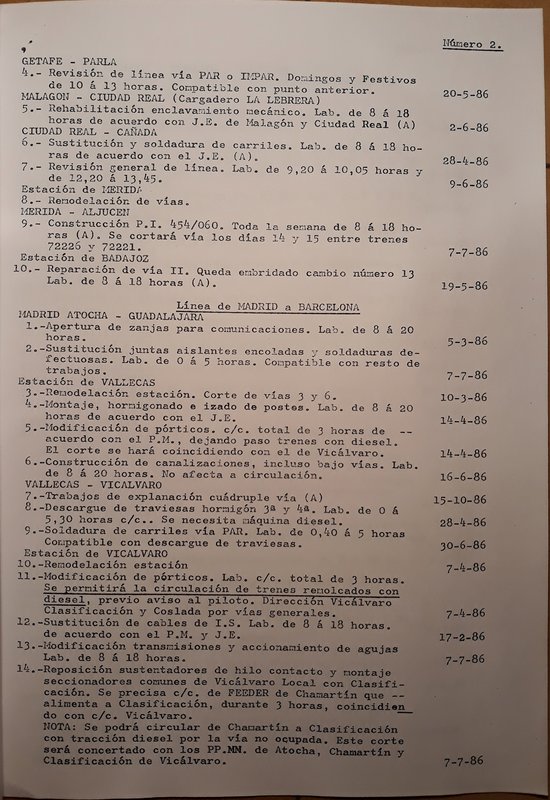 Número 2.
GETAFE - PARLA
4.- Revisión de línea vía PAR o IMPAR. Domingos y Festivos
de 10 á 13 horas. Compatible con punto anterior. 20-5-86
MALAGON - CIUDAD REAL (Cargadero LA LEBRERA)
5.- Rehabilitación enclavamiento mecánico. Lab. de 8 á 18
horas de acuerdo con J.E. de Malagón y Ciudad Real (A) 2-6-86
CIUDAD REAL - CAÑADA
6.- Sustitución y soldadura de carriles. Lab. de 8 á 18 ho-
ras de acuerdo con el J.E. (A). 28-4-86
7.- Revisión general de línea. Lab. de 9,20 á 10,05 horas y
de 12,20 á 13,45. 9-6-86
Estación de MERIDA
8.- Remodelación de vías.
MERIDA - ALJUCEN
9.- Construcción P.I. 454/060. Toda la semana de 8 á 18 ho-
ras (A). Se cortará vía los días 14 y 15 entre trenes
72226 y 72221. 7-7-86
Estación de BADAJOZ
10.- Reparación de vía II. Queda embridado cambio número 13
Lab. de 8 á 18 horas (A). 19-5-86
Línea de MADRID a BARCELONA
MADRID ATOCHA - GUADALAJARA
1.-Apertura de zanjas para comunicaciones. Lab. de 8 á 20
horas. 5-3-86
2.-Sustitución juntas aislantes encoladas y soldaduras de-
fectuosas. Lab. de 0 á 5 horas. Compatible con resto de
trabajos. 7-7-86
Estación de VALLECAS
3.-Remodelación estación. Corte de vías 3 y 6. 10-3-86
4.-Montaje, hormigonado e izado de postes. Lab. de 8 á 20
horas de acuerdo con el J.E. 14-4-86
5.-Modificación de pórticos. c/c. total de 3 horas de --
acuerdo con el P.M., dejando paso trenes con diesel.
El corte se hará coincidiendo con el de Vicálvaro. 14-4-86
6.-Construcción de canalizaciones, incluso bajo vías. Lab.
de 8 á 20 horas. No afecta a circulación. 16-6-86
VALLECAS - VICALVARO
7.-Trabajos de explanación cuádruple vía (A) 15-10-86
8.-Descargue de traviesas hormigón 3ª y 4ª. Lab. de 0 á
5,30 horas c/c.. Se necesita máquina diesel. 28-4-86
9.-Soldadura de carriles vía PAR. Lab. de 0,40 á 5 horas
Compatible con descargue de traviesas. 30-6-86
Estación de VICALVARO
10.-Remodelación estación 7-4-86
11.-Modificación de pórticos. Lab. c/c. total de 3 horas.
Se permitirá la circulación de trenes remolcados con
diesel, previo aviso al piloto. Dirección Vicálvaro
Clasificación y Coslada por vías generales. 7-4-86
12.-Sustitución de cables de I.S. Lab. de 8 á 18 horas.
de acuerdo con el P.M. y J.E. 17-2-86
13.-Modificación transmisiones y accionamiento de agujas
Lab. de 8 á 18 horas. 7-7-86
14.-Reposición sustentadores de hilo contacto y montaje
seccionadores comunes de Vicálvaro Local con Clasifi-
cación. Se precisa c/c. de FEEDER de Chamartín que --
alimenta a Clasificación, durante 3 horas, coincidien
do con c/c. Vicálvaro.
NOTA: Se podrá circular de Chamartín a Clasificación
con tracción diesel por la vía no ocupada. Este corte
será concertado con los PP.MM. de Atocha, Chamartín y
Clasificación de Vicálvaro. 7-7-86